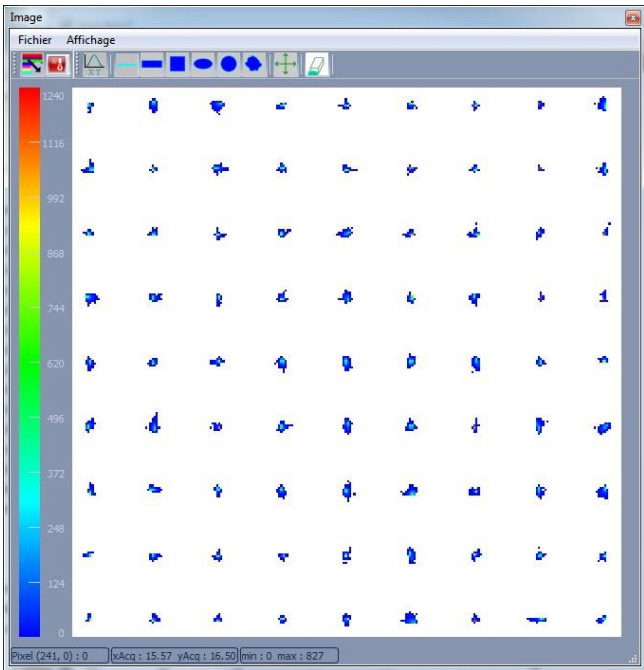 Image
Fichier Affichage
X Y
1240
1116
992
868
744
620
496
372
248
124
0
Pixel (241, 0) : 0 xAcq : 15.57 yAcq : 16.50 min : 0 max : 827